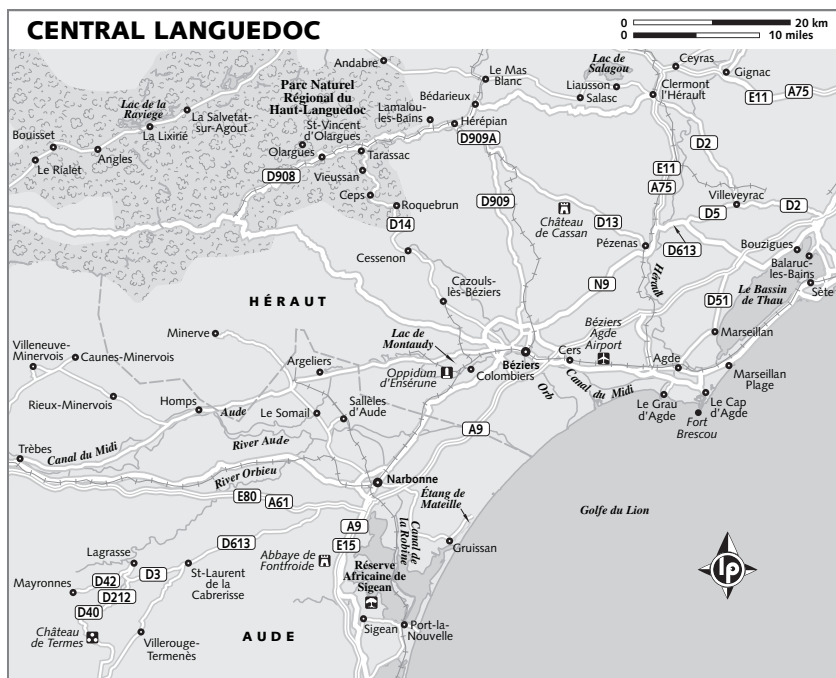 CENTRAL LANGUEDOC
0 20 km
0 10 miles
Andabre
Lac de
Salagou
Ceyras
Gignac
Le Mas
Blanc
Liausson
Salasc
Clermont
l'Hérault
E11
A75
Parc Naturel
Régional du
Haut-Languedoc
Lac de la
Raviege
La Salvetat-
sur-Agout
La Lixirié
Bouisset
Angles
Le Rialet
St-Vincent
d'Olargues
Olargues
Lamalou-
les-Bains
Bédarieux
Hérépian
D909A
Tarassac
D908
Vieussan
Ceps
Roquebrun
D14
Cessenon
D909
Château
de Cassan
D13
E11
A75
D2
Villeveyrac
D5
D2
Pézenas
D613
Bouzigues
Balaruc-
les-Bains
Hérault
Le Bassin
de Thau
Sète
N9
D51
Marseillan
Cazouls-
lès-Béziers
HÉRAUT
Minerve
Lac de
Montaudy
Béziers
Agde
Airport
Villeneuve-
Minervois
Caunes-Minervois
Argeliers
Oppidum
d'Ensérune
Colombiers
Béziers
Cers
Agde
Marseillan
Plage
Orb
Canal du Midi
Le Grau
d'Agde
Le Cap
d'Agde
Fort
Brescou
Rieux-Minervois
Homps
Aude
Le Somail
Sallèles
d'Aude
A9
River Aude
Trèbes
Canal du Midi
River Orbieu
Narbonne
E80
A61
Étang de
Mateille
Golfe du Lion
A9
E15
Canal de
la Robine
Gruissan
D613
Abbaye de
Fontfroide
Lagrasse
D3
St-Laurent
de la
Cabrerisse
Mayronnes
D42
D212
D40
Réserve
Africaine de
Sigean
lp
Château
de Termes
Villerouge-
Termenès
AUDE
Sigean
Port-la-
Nouvelle